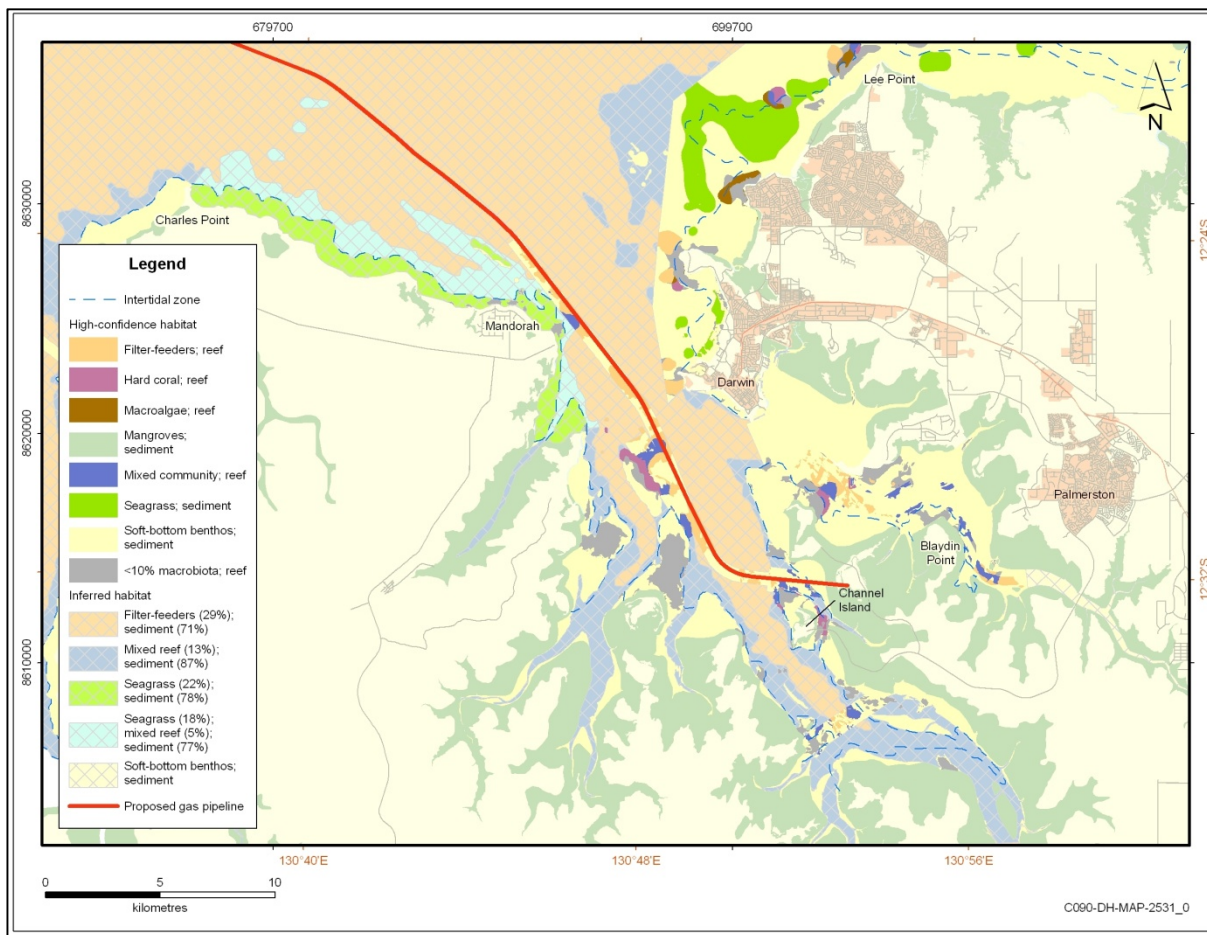 679700
699700
Lee Point
N
8630000
Charles Point
12°24'S
Legend
Intertidal zone
High-confidence habitat
Filter-feeders; reef
Hard coral; reef
Macroalgae; reef
Mangroves;
sediment
Mixed community; reef
Seagrass; sediment
Soft-bottom benthos;
sediment
<10% macrobiota; reef
Inferred habitat
Filter-feeders (29%);
sediment (71%)
Mixed reef (13%);
sediment (87%)
Seagrass (22%);
sediment (78%)
Seagrass (18%);
mixed reef (5%);
sediment (77%)
Soft-bottom benthos;
sediment
Proposed gas pipeline
Mandorah
Darwin
8620000
Palmerston
Blaydin
Point
12°32'S
Channel
Island
8610000
130°40'E
130°48'E
130°56'E
0
5
10
kilometres
C090-DH-MAP-2531_0